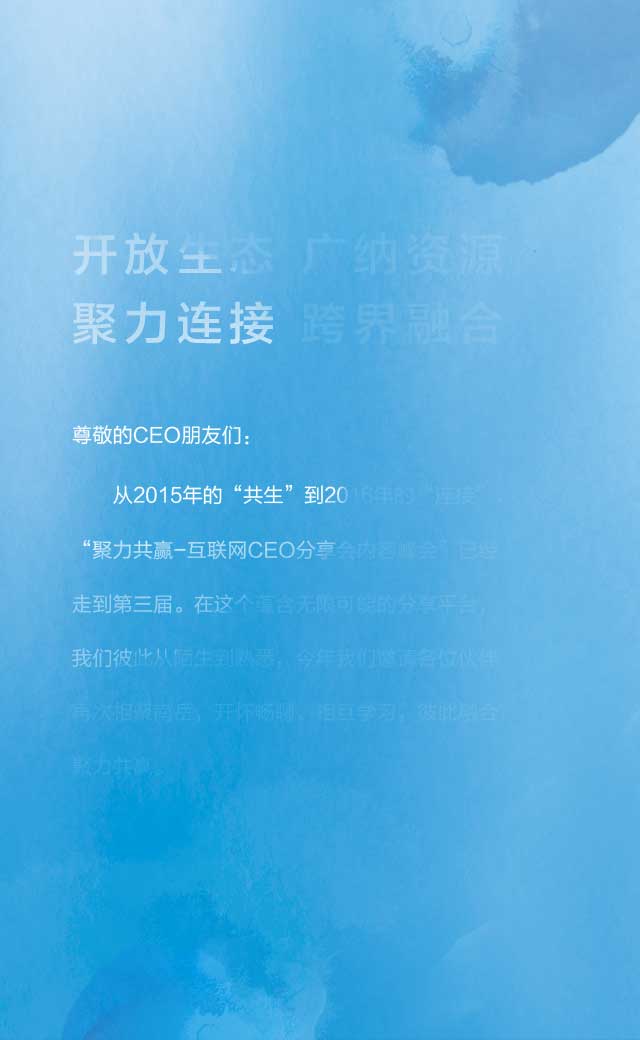 开放生态 广纳资源
聚力连接 跨界融合
尊敬的CEO朋友们：
从2015年的“共生”到2016年的“连接”，
“聚力共赢-互联网CEO分享会内容峰会”已经
走到第三届。在这个蕴含无限可能的分享平台，
我们彼此从陌生到熟悉，今年我们邀请各位伙伴
再次相聚南岳，开怀畅聊、相互学习，彼此融合
聚力共赢。